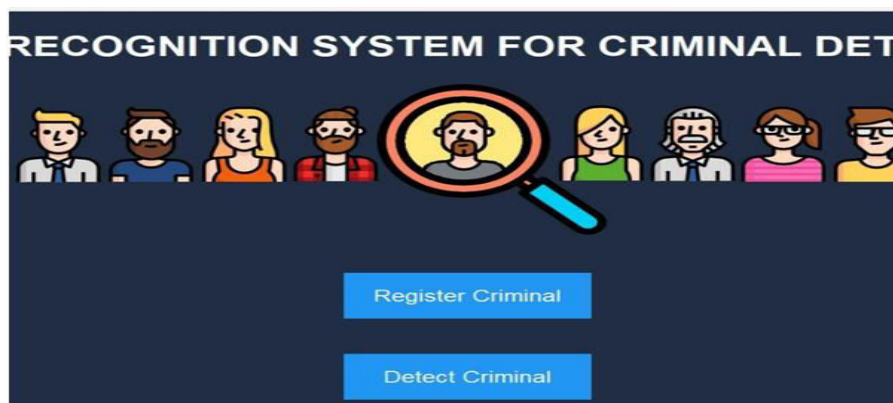 RECOGNITION SYSTEM FOR CRIMINAL DET
Register Criminal
Detect Criminal